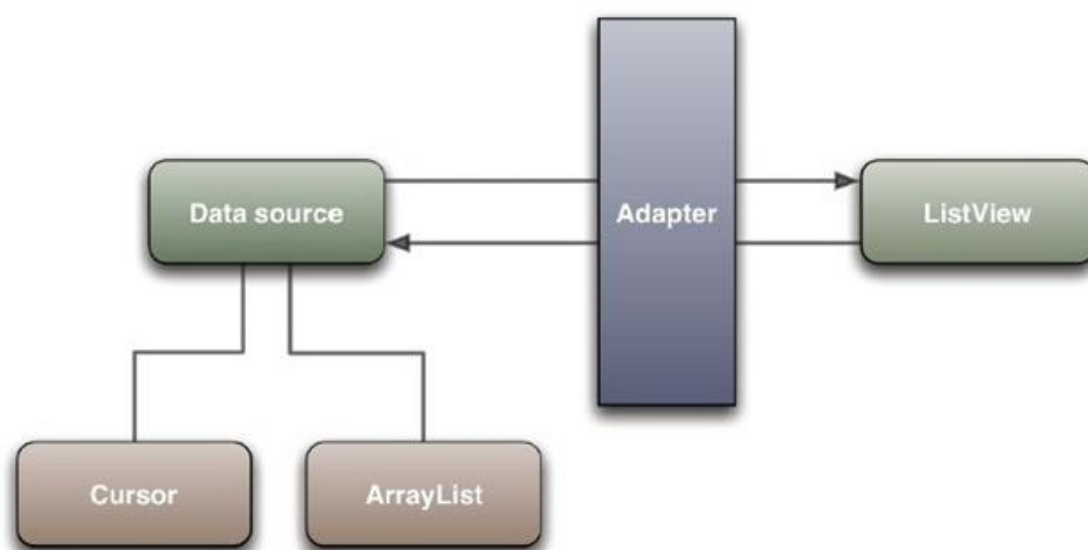 Data source
Adapter
ListView
Cursor
ArrayList